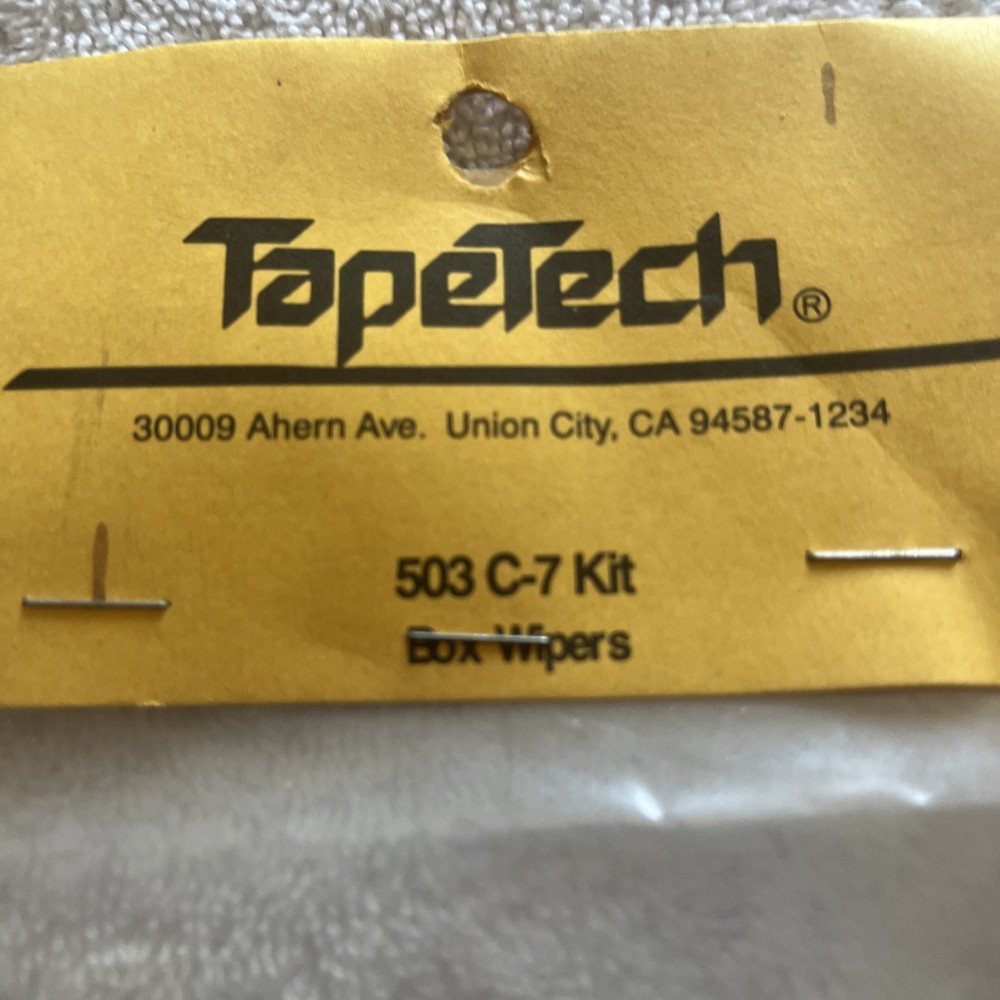 TapeTech®
30009 Ahern Ave. Union City, CA 94587-1234
503 C-7 Kit
Box Wipers